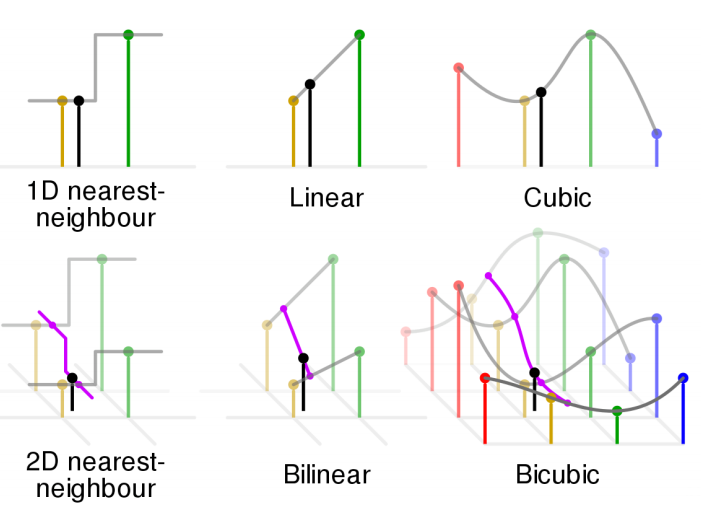 1D nearest-
neighbour
Linear
Cubic
2D nearest-
neighbour
Bilinear
Bicubic